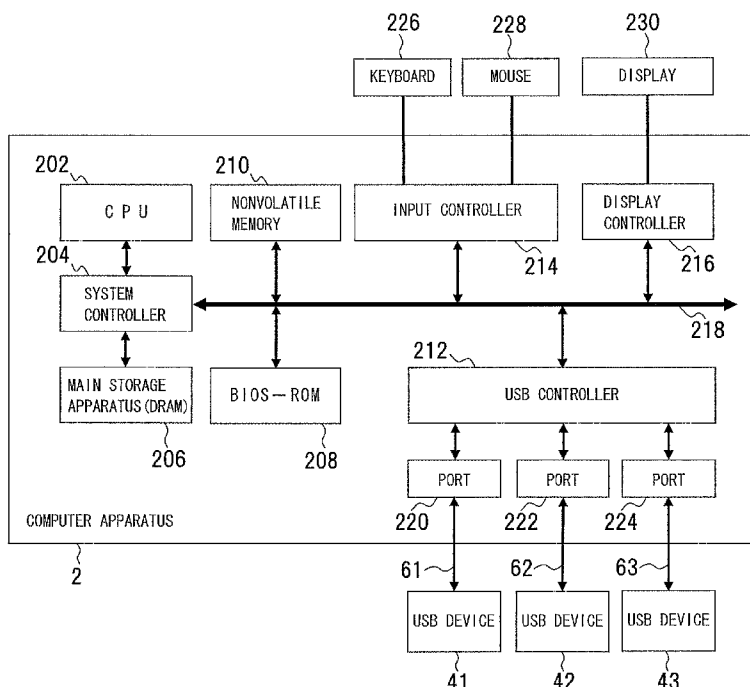 226
228
230
KEYBOARD
MOUSE
DISPLAY
202
210
CPU
NONVOLATILE
MEMORY
INPUT CONTROLLER
DISPLAY
CONTROLLER
214
216
204
SYSTEM
CONTROLLER
218
212
MAIN STORAGE
APPARATUS(DRAM)
BIOS-ROM
USB CONTROLLER
206
208
PORT
PORT
PORT
220
222
224
COMPUTER APPARATUS
2
61
62
63
USB DEVICE
USB DEVICE
USB DEVICE
41
42
43